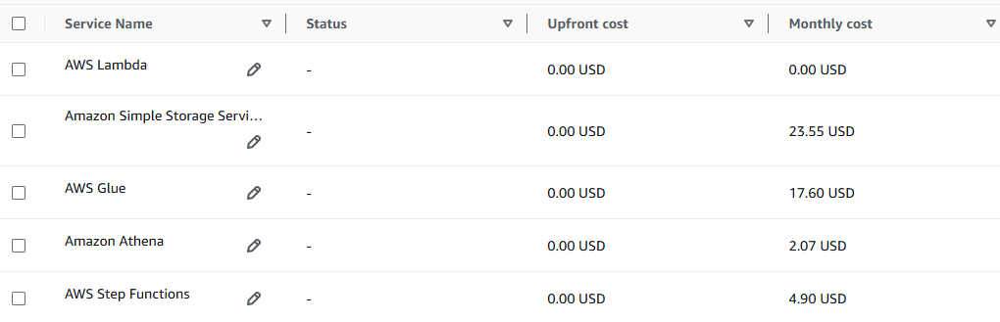 Service Name Status Upfront cost Monthly cost
AWS Lambda - 0.00 USD 0.00 USD
Amazon Simple Storage Servi... - 0.00 USD 23.55 USD
AWS Glue - 0.00 USD 17.60 USD
Amazon Athena - 0.00 USD 2.07 USD
AWS Step Functions - 0.00 USD 4.90 USD